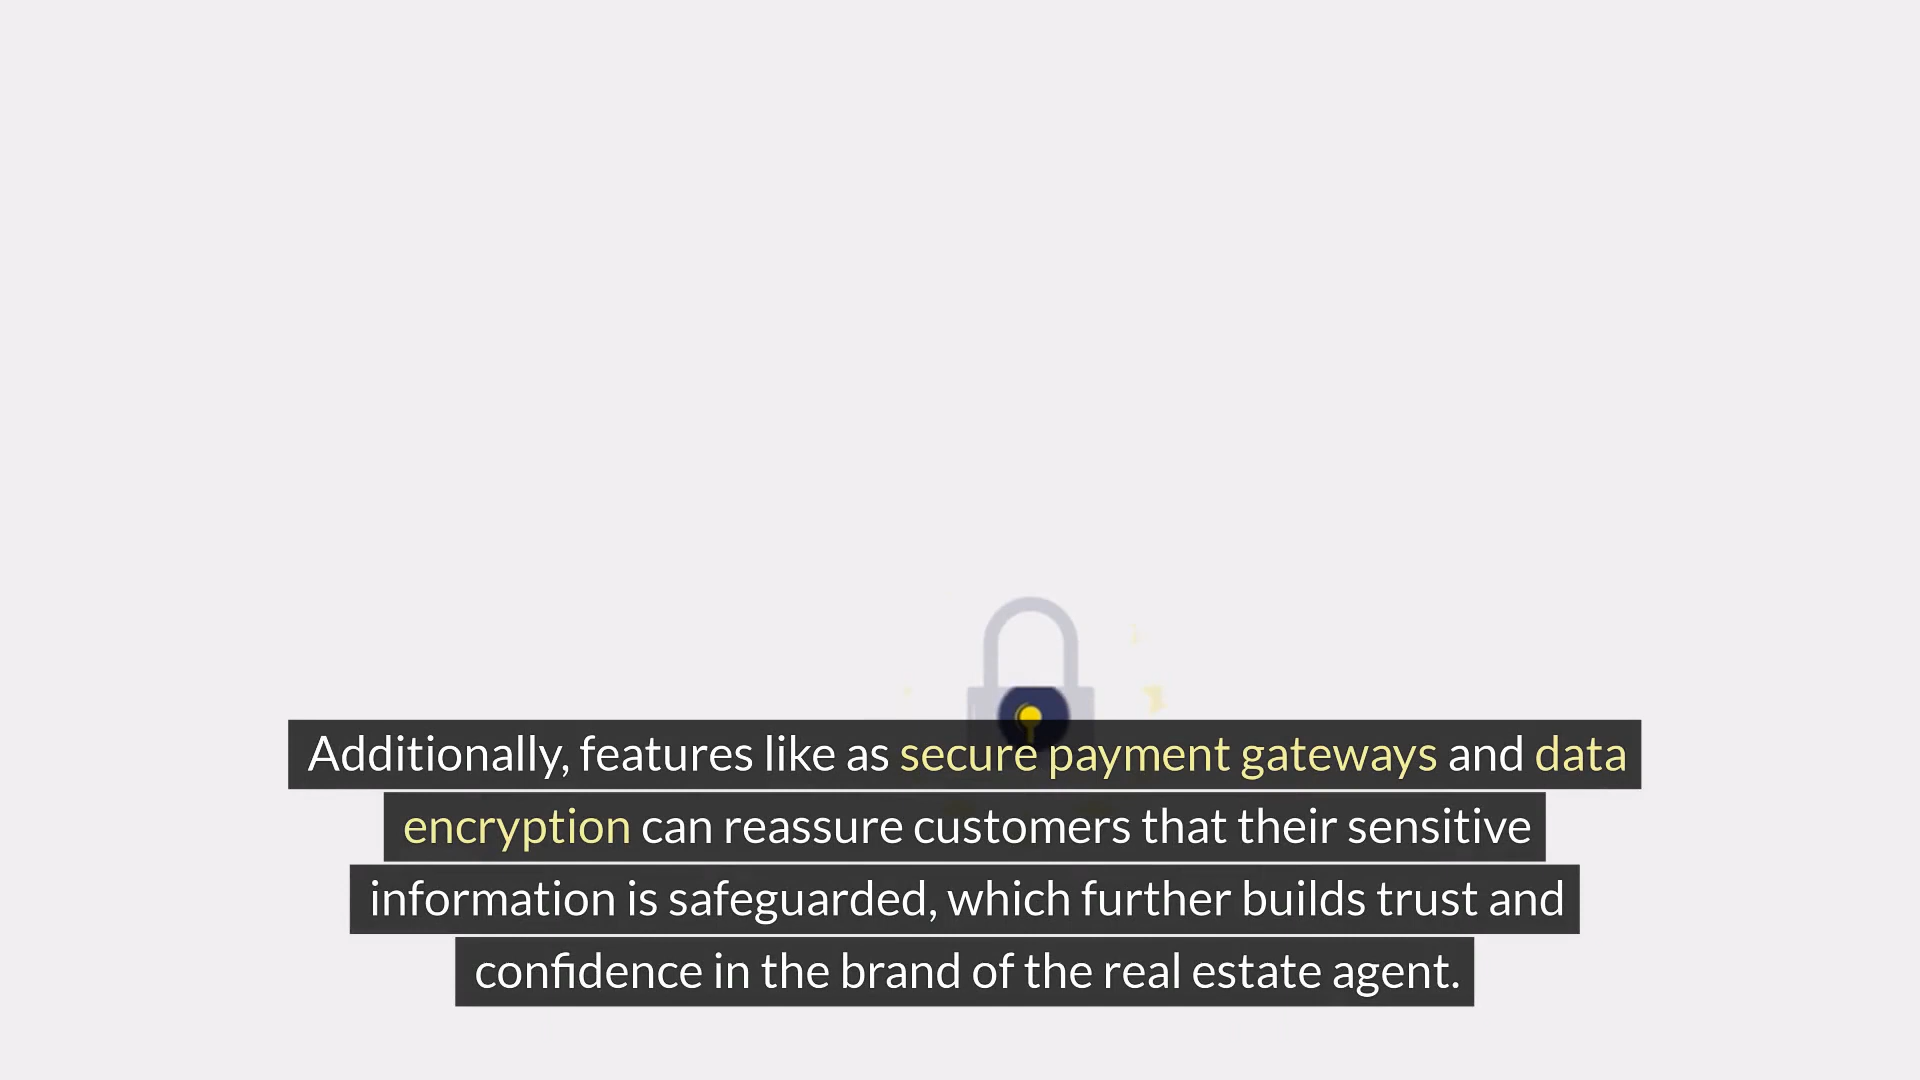 Additionally, features like as secure payment gateways and data
encryption can reassure customers that their sensitive
information is safeguarded, which further builds trust and
confidence in the brand of the real estate agent.